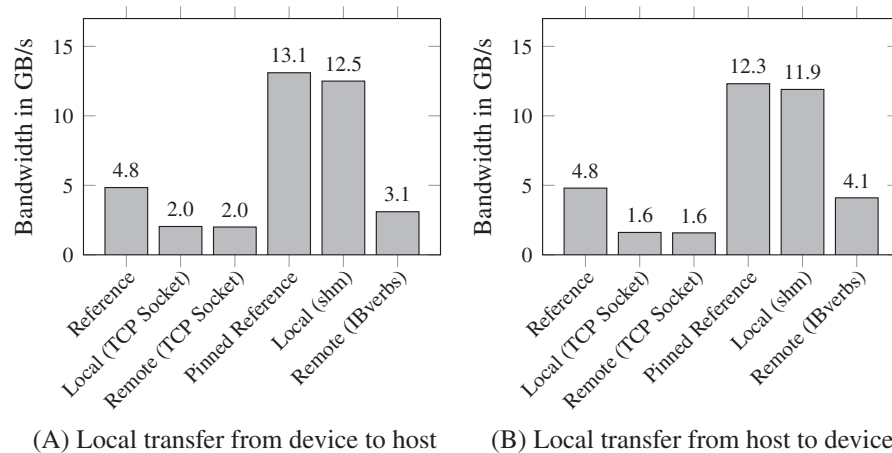 Bandwidth in GB/s
15
10
5
0
4.8
2.0
2.0
13.1
12.5
3.1
Reference
Local (TCP Socket)
Remote (TCP Socket)
Pinned Reference
Local (shm)
Remote (IBverbs)
(A) Local transfer from device to host
Bandwidth in GB/s
15
10
5
0
4.8
1.6
1.6
12.3
11.9
4.1
Reference
Local (TCP Socket)
Remote (TCP Socket)
Pinned Reference
Local (shm)
Remote (IBverbs)
(B) Local transfer from host to device